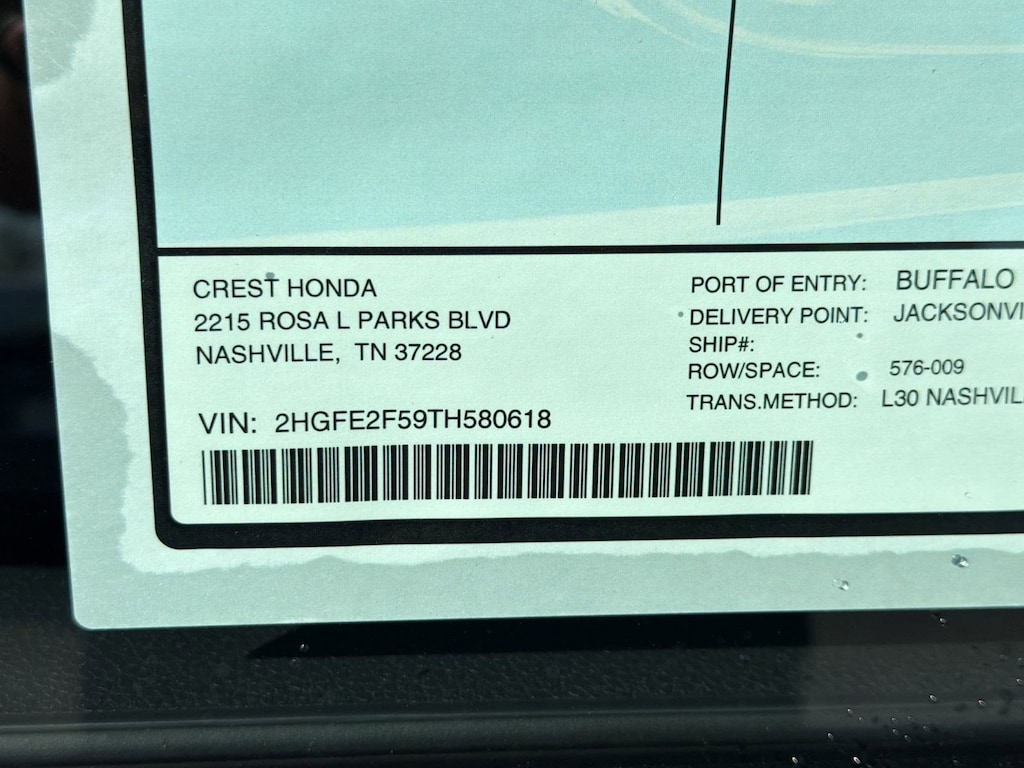 CREST HONDA
2215 ROSA L PARKS BLVD
NASHVILLE, TN 37228
VIN: 2HGFE2F59TH580618
PORT OF ENTRY: BUFFALO
DELIVERY POINT: JACKSONVI
SHIP#:
ROW/SPACE: 576-009
TRANS.METHOD: L30 NASHVIL